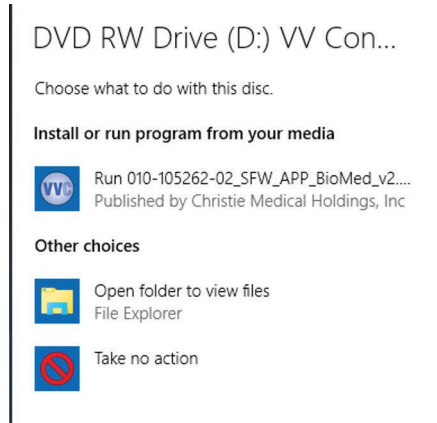 DVD RW Drive (D:) VV Con...
Choose what to do with this disc.
Install or run program from your media
VVC
Run 010-105262-02_SFW_APP_BioMed_v2....
Published by Christie Medical Holdings, Inc
Other choices
Open folder to view files
File Explorer
Take no action